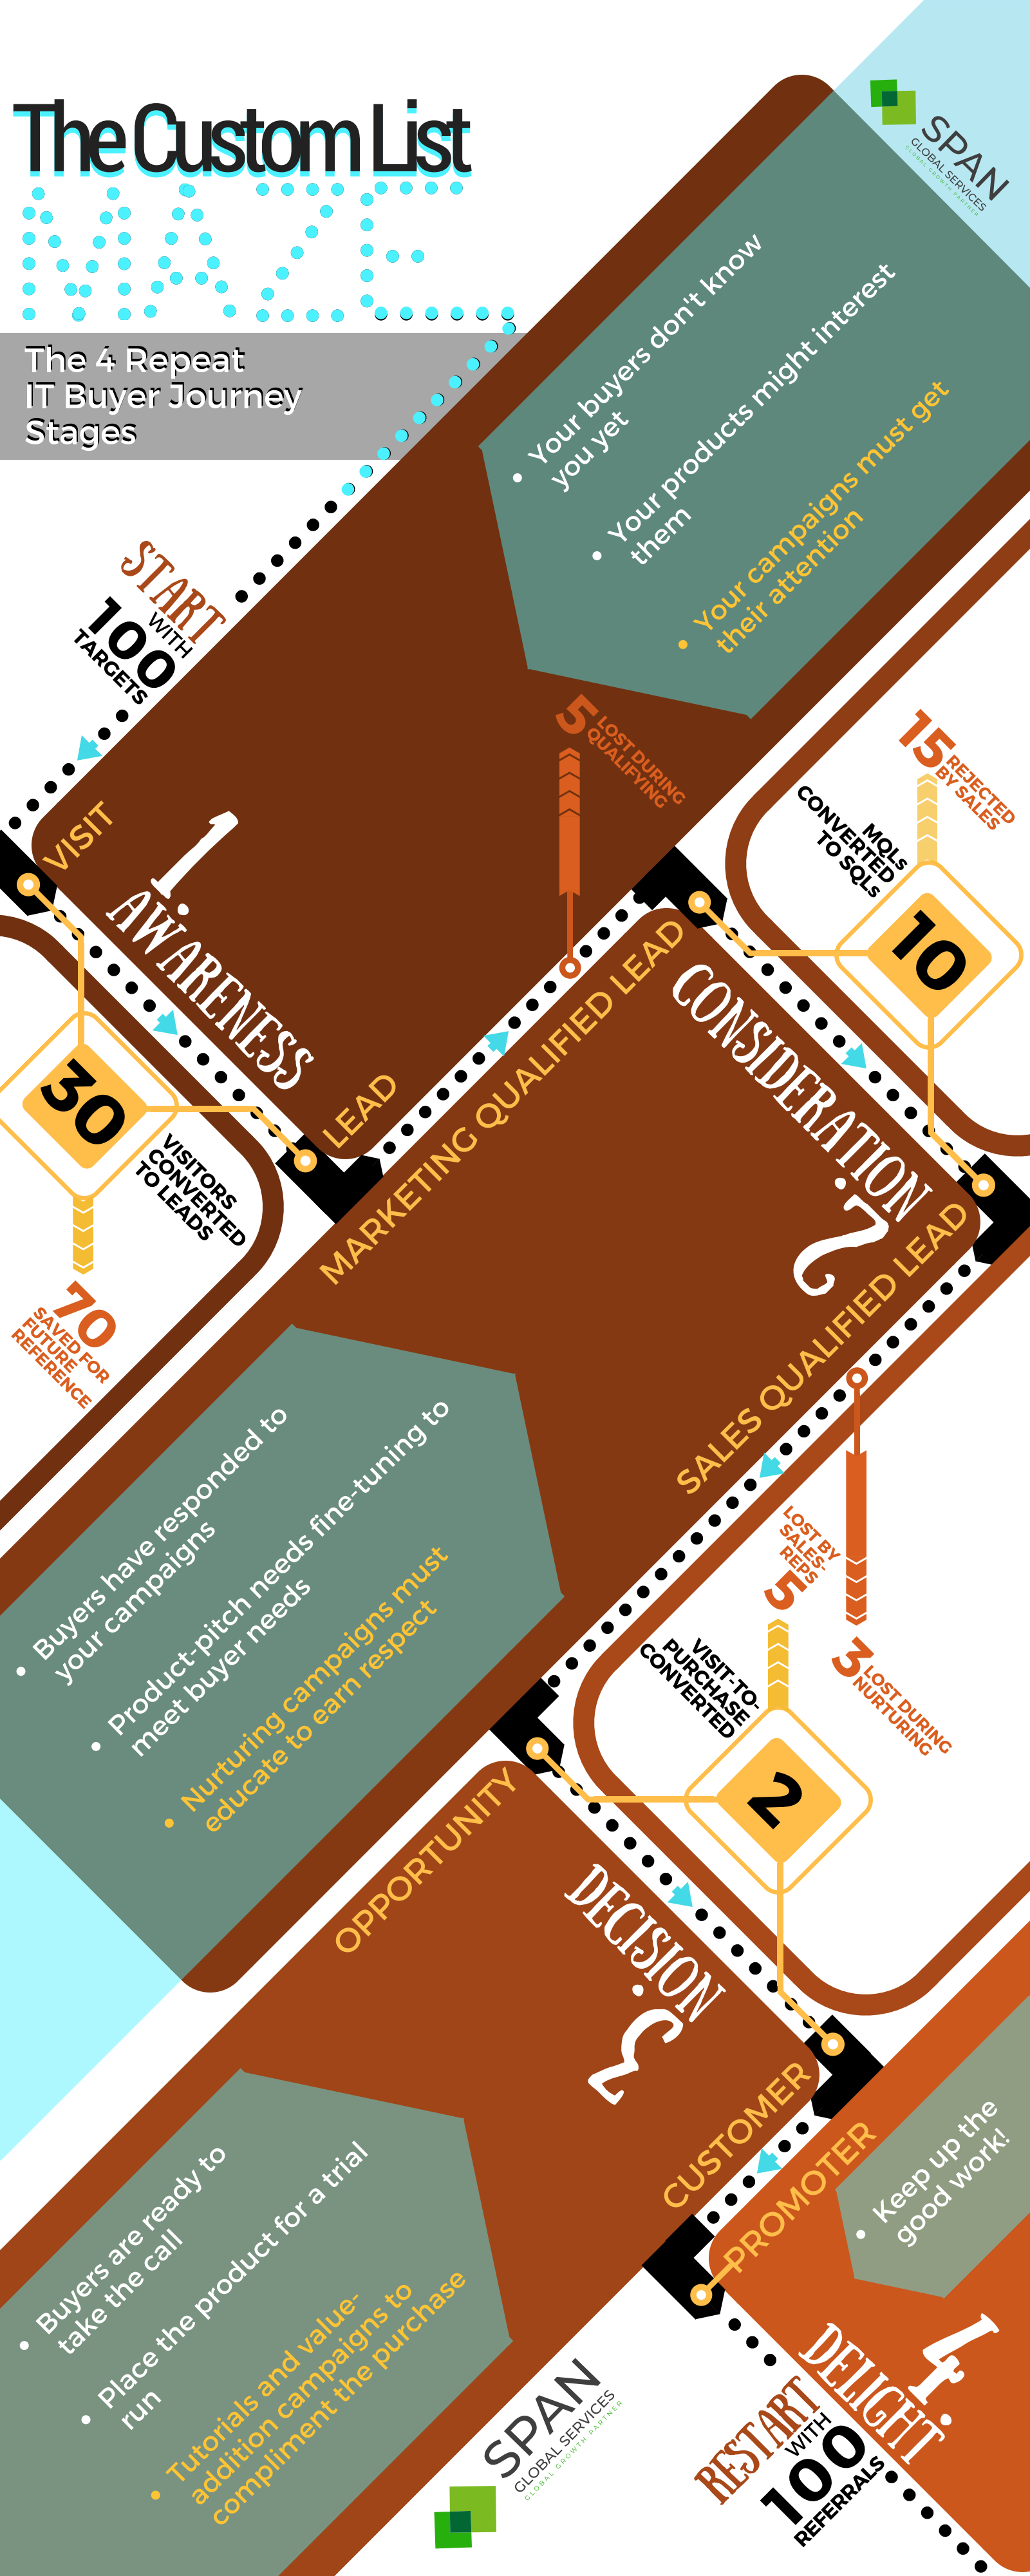 The Custom List
MAZE
The 4 Repeat
IT Buyer Journey
Stages
SPAN
GLOBAL SERVICES
GLOBAL GROWTH PARTNER
• Your buyers don't know
you yet
• Your products might interest
them
• Your campaigns must get
their attention
START
WITH
100
TARGETS
VISIT
1.
AWARENESS
LEAD
30
VISITORS
CONVERTED
TO LEADS
70
SAVED FOR
FUTURE
REFERENCE
5
LOST DURING
QUALIFYING
MARKETING QUALIFIED LEAD
CONSIDERATION
2.
SALES QUALIFIED LEAD
15
REJECTED
BY SALES
MQLs
CONVERTED
TO SQLs
10
• Buyers have responded to
your campaigns
• Product-pitch needs fine-tuning to
meet buyer needs
• Nurturing campaigns must
educate to earn respect
LOST BY
SALES-
REPS
5
3
LOST DURING
NURTURING
VISIT-TO-
PURCHASE
CONVERTED
2
OPPORTUNITY
DECISION
3.
CUSTOMER
• Buyers are ready to
take the call
• Place the product for a trial
run
• Tutorials and value-
addition campaigns to
compliment the purchase
PROMOTER
• Keep up the
good work!
4.
DELIGHT
RESTART
WITH
100
REFERRALS
SPAN
GLOBAL SERVICES
GLOBAL GROWTH PARTNER